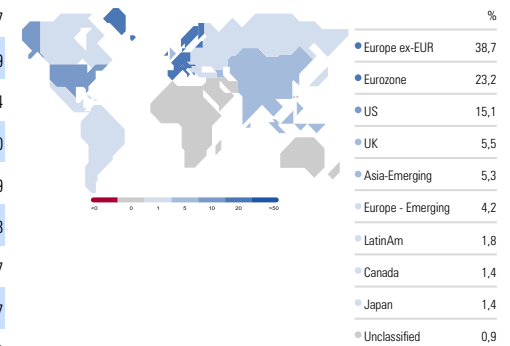 %
Europe ex-EUR 38,7
Eurozone 23,2
US 15,1
UK 5,5
Asia-Emerging 5,3
Europe - Emerging 4,2
LatinAm 1,8
Canada 1,4
Japan 1,4
Unclassified 0,9
<0 0 1 5 10 20 >50